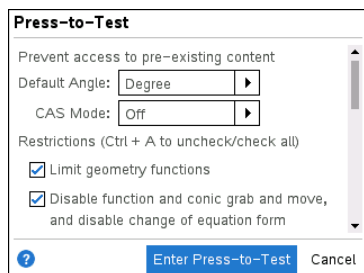 Press-to-Test
Prevent access to pre-existing content
Default Angle: Degree
CAS Mode: Off
Restrictions (Ctrl + A to uncheck/check all)
Limit geometry functions
Disable function and conic grab and move,
and disable change of equation form
? Enter Press-to-Test Cancel